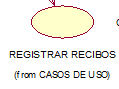 REGISTRAR RECIBOS
(from CASOS DE USO)